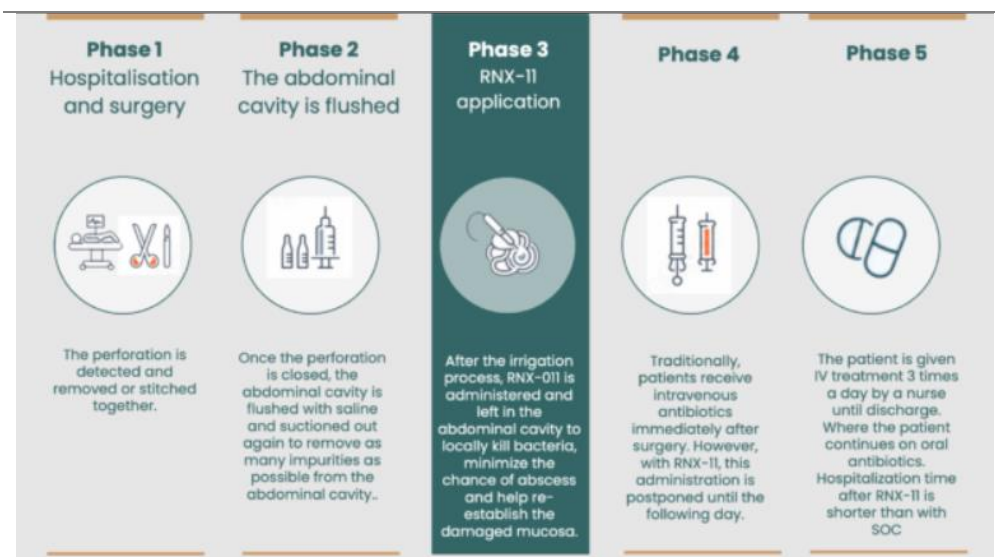 Phase 1
Hospitalisation
and surgery
The perforation is
detected and
removed or stitched
together.
Phase 2
The abdominal
cavity is flushed
Once the perforation
is closed, the
abdominal cavity is
flushed with saline
and suctioned out
again to remove as
many impurities as
possible from the
abdominal cavity..
Phase 3
RNX-11
application
After the irrigation
process, RNX-011 is
administered and
left in the
abdominal cavity to
locally kill bacteria,
minimize the
chance of abscess
and help re-
establish the
damaged mucosa.
Phase 4
Traditionally,
patients receive
intravenous
antibiotics
immediately after
surgery. However,
with RNX-11, this
administration is
postponed until the
following day.
Phase 5
The patient is given
IV treatment 3 times
a day by a nurse
until discharge.
Where the patient
continues on oral
antibiotics.
Hospitalization time
after RNX-11 is
shorter than with
SOC